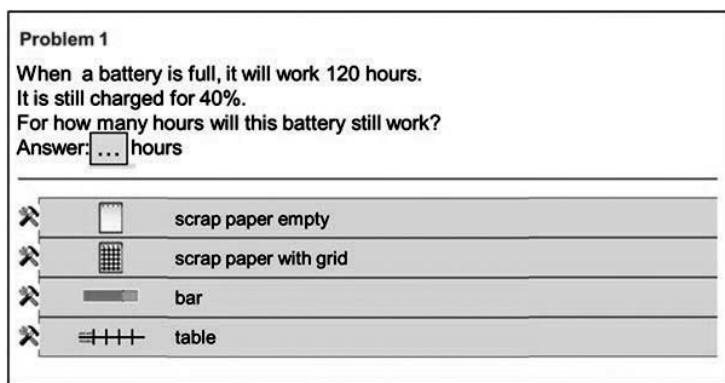 Problem 1
When a battery is full, it will work 120 hours.
It is still charged for 40%.
For how many hours will this battery still work?
Answer: ... hours
scrap paper empty
scrap paper with grid
bar
table